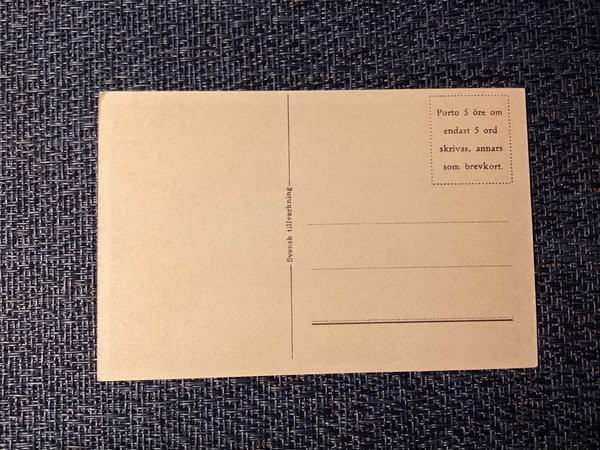 Porto 5 öre om
endast 5 ord
skrivas, annars
som brevkort.
Svensk tillverkning